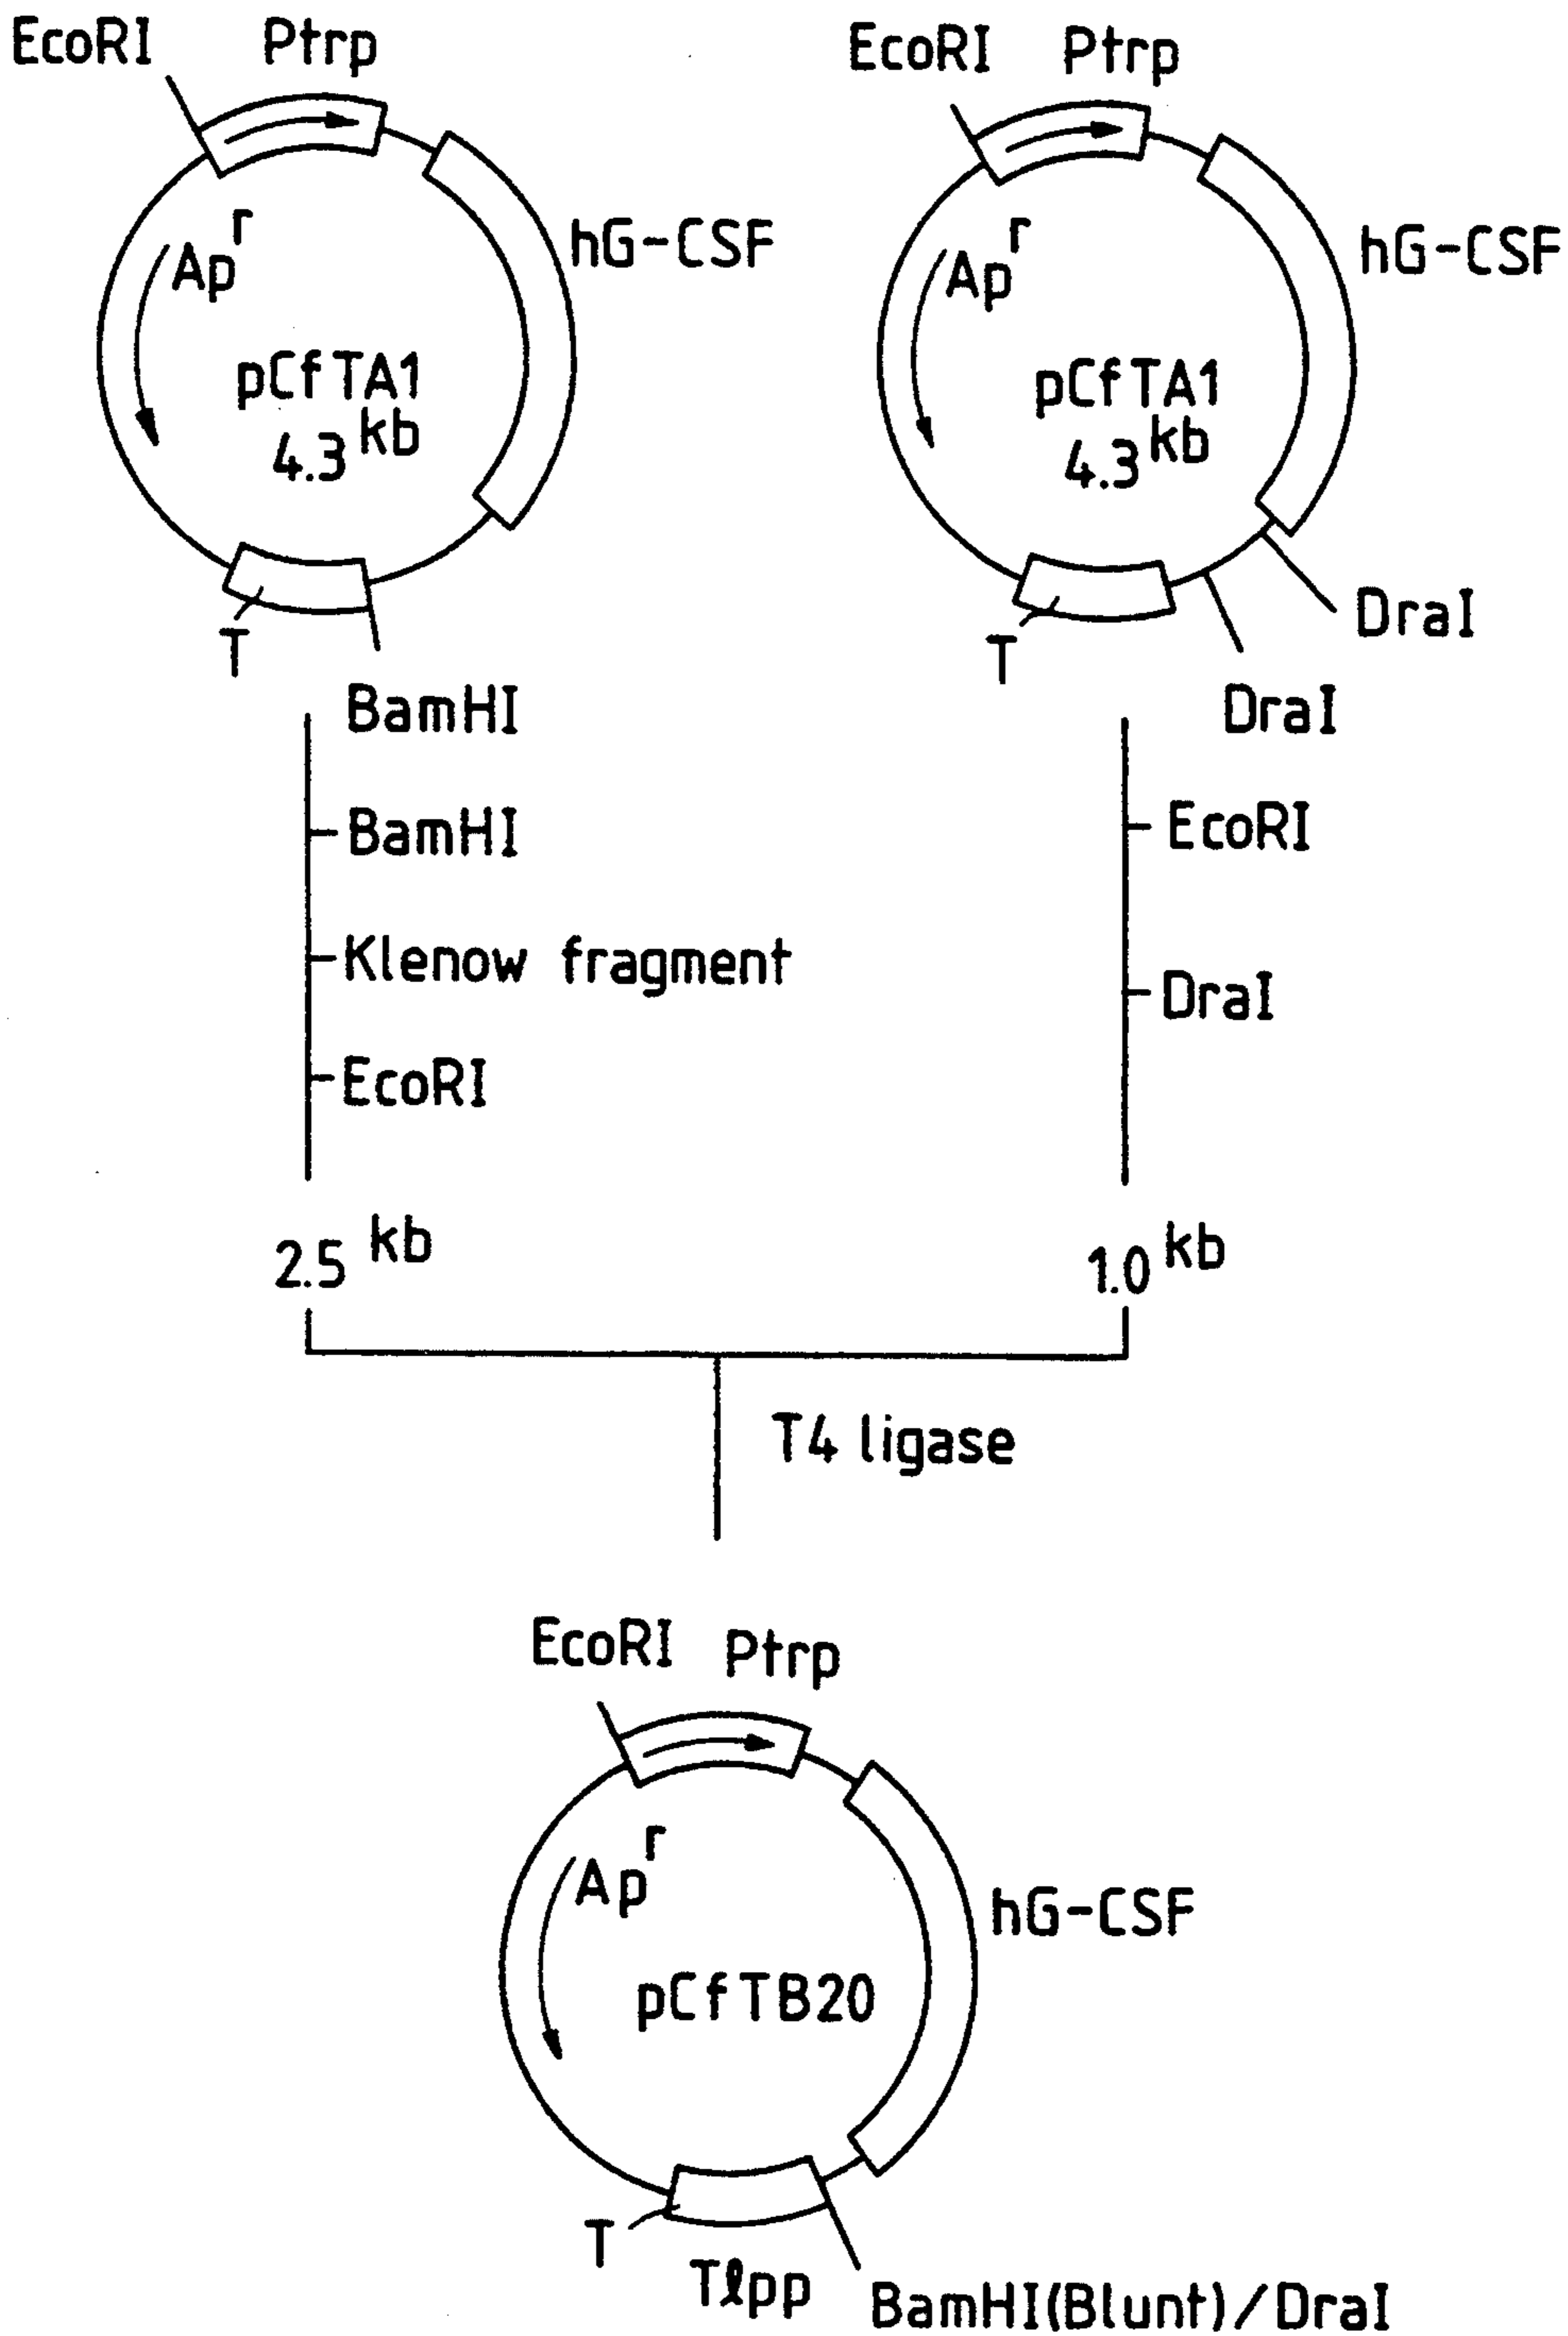 EcoRI Ptrp
Ap^r
hG-CSF
pCfTA1
4.3 kb
T
BamHI
EcoRI Ptrp
Ap^r
hG-CSF
pCfTA1
4.3 kb
T
DraI
DraI
BamHI
Klenow fragment
EcoRI
2.5 kb
EcoRI
DraI
1.0 kb
T4 ligase
EcoRI Ptrp
Ap^r
hG-CSF
pCfTB20
T
Tℓpp
BamHI(Blunt)/DraI